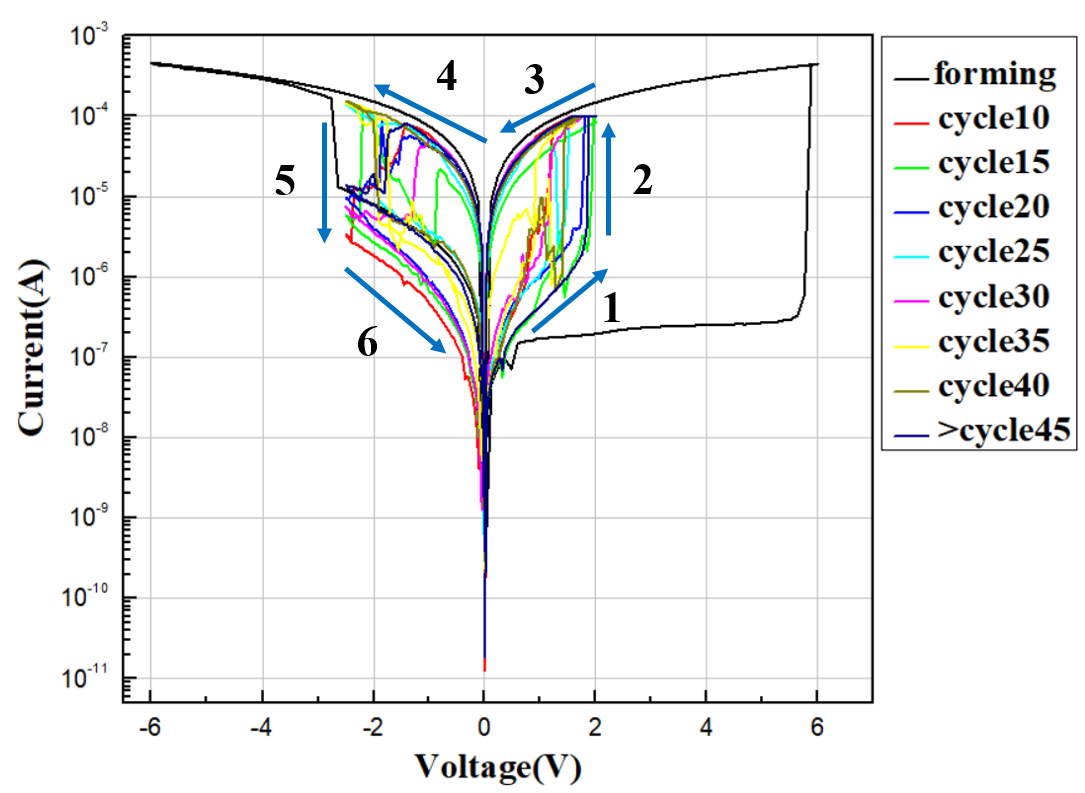 10⁻³
10⁻⁴
10⁻⁵
10⁻⁶
10⁻⁷
10⁻⁸
10⁻⁹
10⁻¹⁰
10⁻¹¹
Current(A)
-6 -4 -2 0 2 4 6
Voltage(V)
4 3
5 2
6 1
forming
cycle10
cycle15
cycle20
cycle25
cycle30
cycle35
cycle40
>cycle45